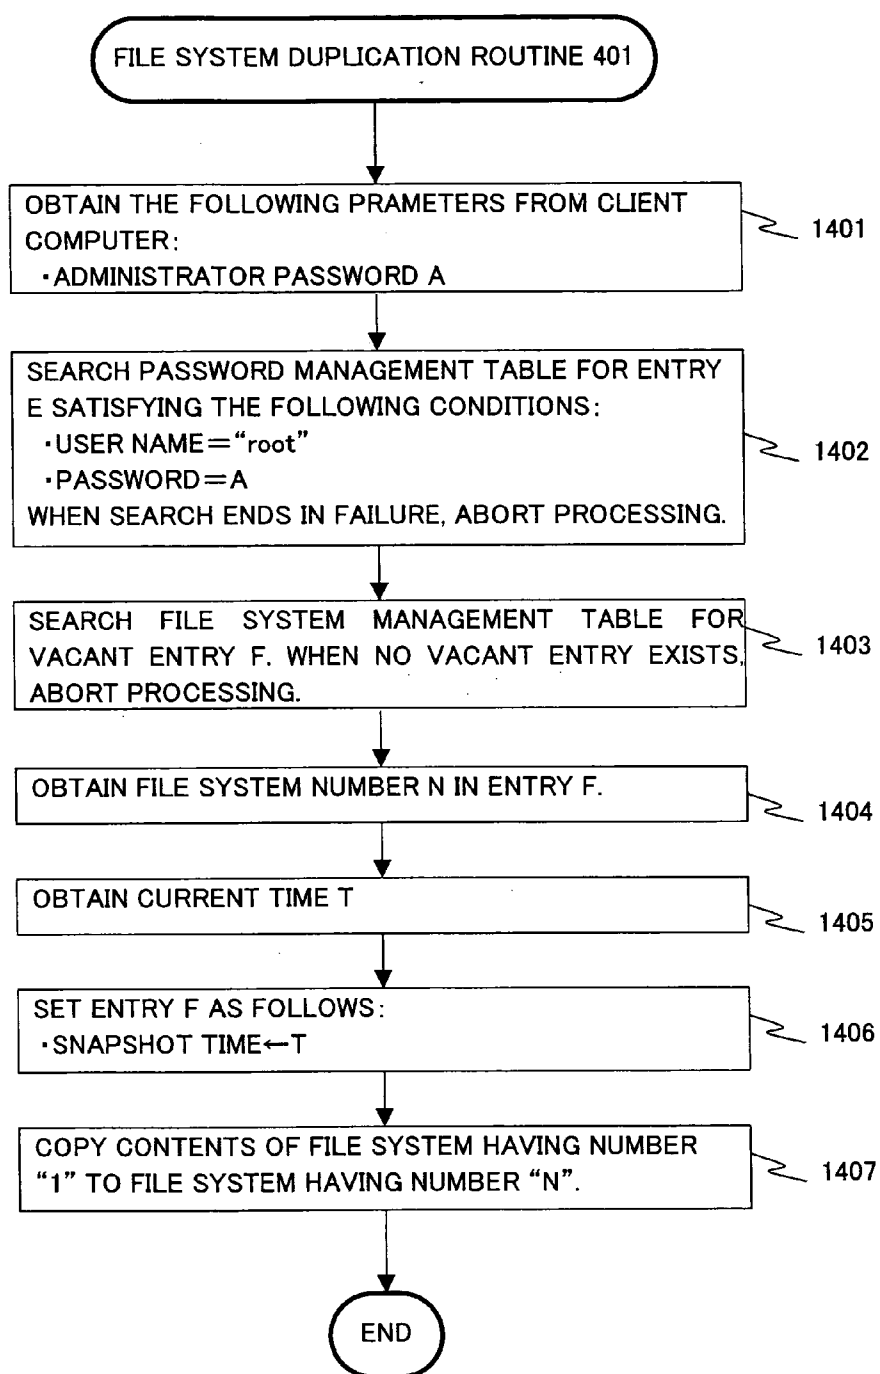 FILE SYSTEM DUPLICATION ROUTINE 401
OBTAIN THE FOLLOWING PRAMETERS FROM CLIENT
COMPUTER:
・ADMINISTRATOR PASSWORD A
1401
SEARCH PASSWORD MANAGEMENT TABLE FOR ENTRY
E SATISFYING THE FOLLOWING CONDITIONS:
・USER NAME="root"
・PASSWORD=A
WHEN SEARCH ENDS IN FAILURE, ABORT PROCESSING.
1402
SEARCH FILE SYSTEM MANAGEMENT TABLE FOR
VACANT ENTRY F. WHEN NO VACANT ENTRY EXISTS,
ABORT PROCESSING.
1403
OBTAIN FILE SYSTEM NUMBER N IN ENTRY F.
1404
OBTAIN CURRENT TIME T
1405
SET ENTRY F AS FOLLOWS:
・SNAPSHOT TIME←T
1406
COPY CONTENTS OF FILE SYSTEM HAVING NUMBER
"1" TO FILE SYSTEM HAVING NUMBER "N".
1407
END